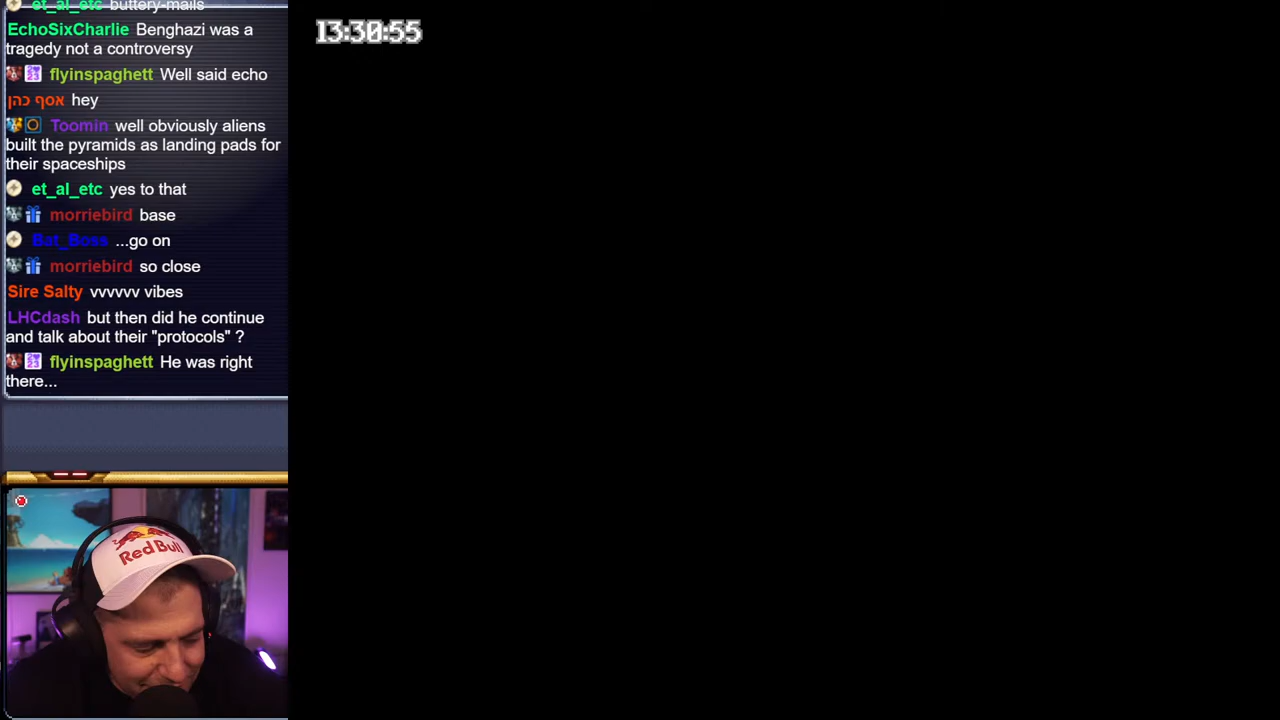 et_al_etc buttery-mails
EchoSixCharlie Benghazi was a
tragedy not a controversy
flyinspaghett Well said echo
אסף כהן hey
Toomin well obviously aliens
built the pyramids as landing pads for
their spaceships
et_al_etc yes to that
morriebird base
Bat_Boss ...go on
morriebird so close
Sire Salty vvvvvv vibes
LHCdash but then did he continue
and talk about their "protocols" ?
flyinspaghett He was right
there...
13:30:55
Red Bull